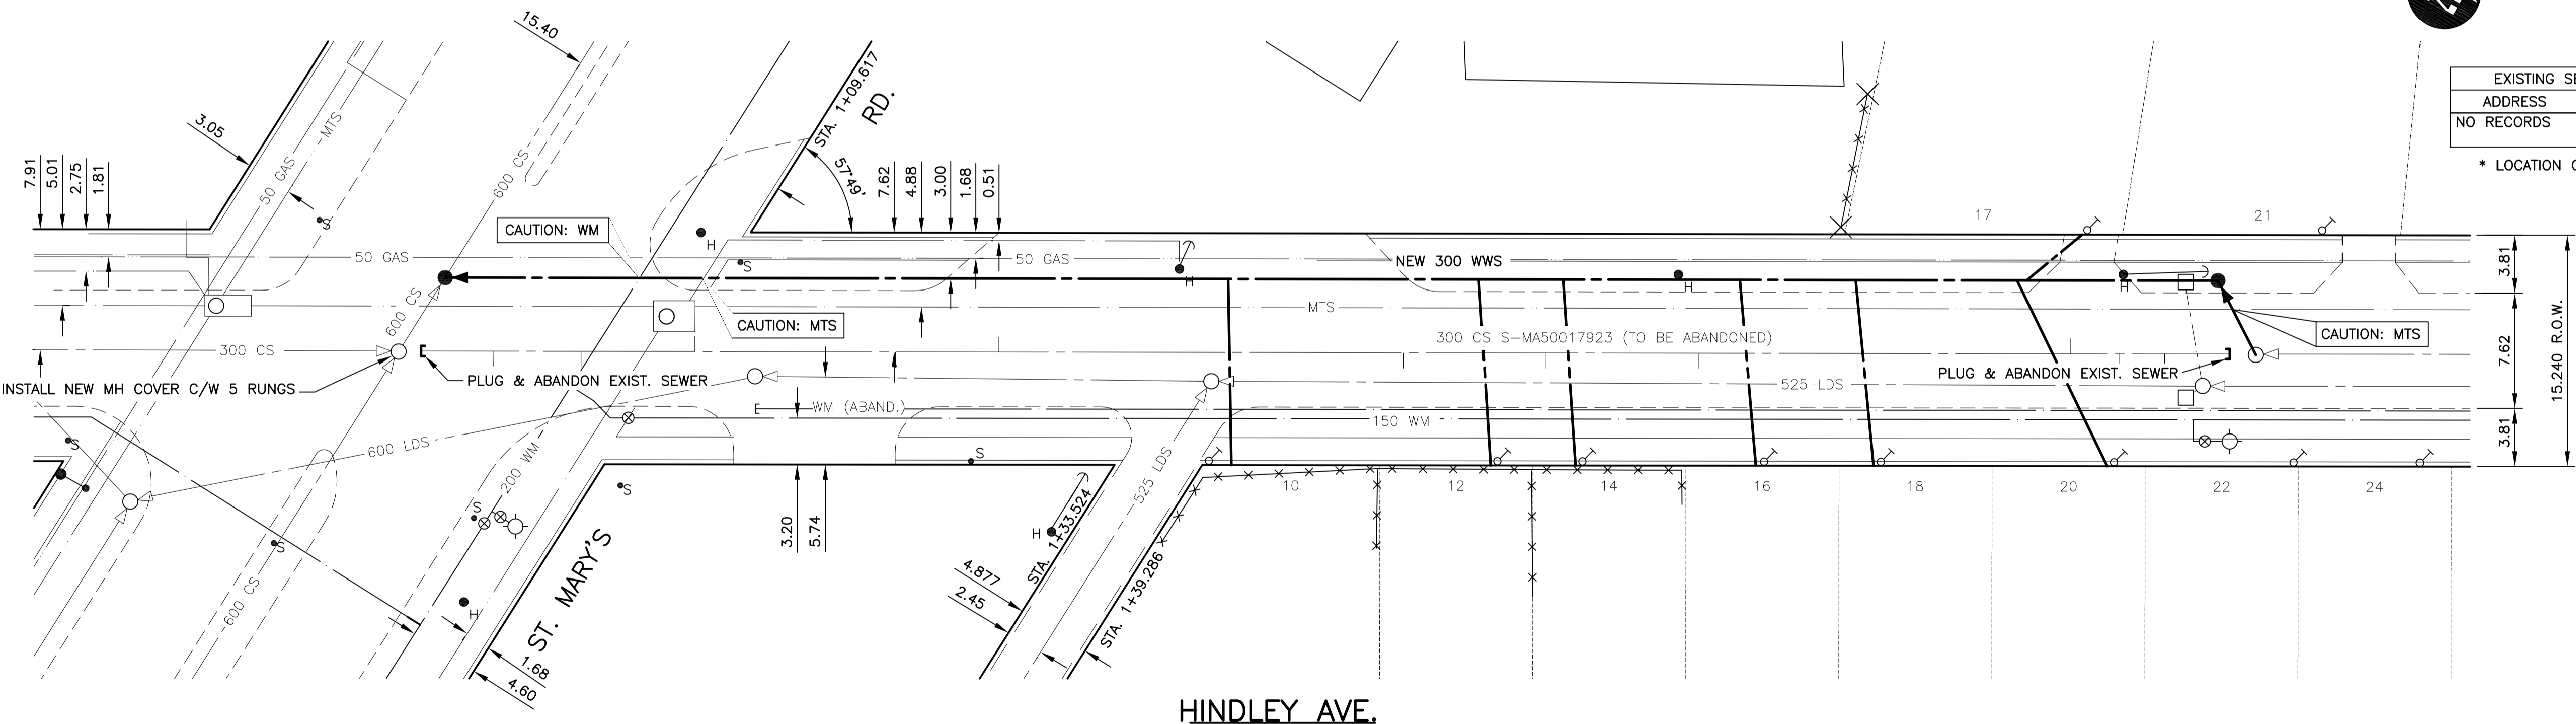 15.40
3.05
7.91
5.01
2.75
1.81
50 GAS
MTS
600 CS
STA. 1+09.617
RD.
57°49'
7.62
4.88
3.00
1.68
0.51
EXISTING
ADDRESS
NO RECORDS
* LOCATION
S
CAUTION: WM
H
S
17
21
50 GAS
50 GAS
NEW 300 WWS
H
H
H
600 CS
CAUTION: MTS
MTS
CAUTION: MTS
3.81
7.62
3.81
15.240 R.O.W.
300 CS
300 CS S-MA50017923 (TO BE ABANDONED)
INSTALL NEW MH COVER C/W 5 RUNGS
PLUG & ABANDON EXIST. SEWER
PLUG & ABANDON EXIST. SEWER
525 LDS
WM (ABAND.)
150 WM
S
600 LDS
200 WM
S
S
S
S
525 LDS
10
12
14
16
18
20
22
24
H
H
600 CS
ST. MARY'S
3.20
5.74
STA. 1+33.524
STA. 1+39.286
4.877
2.45
1.68
4.60
HINDLEY AVE.